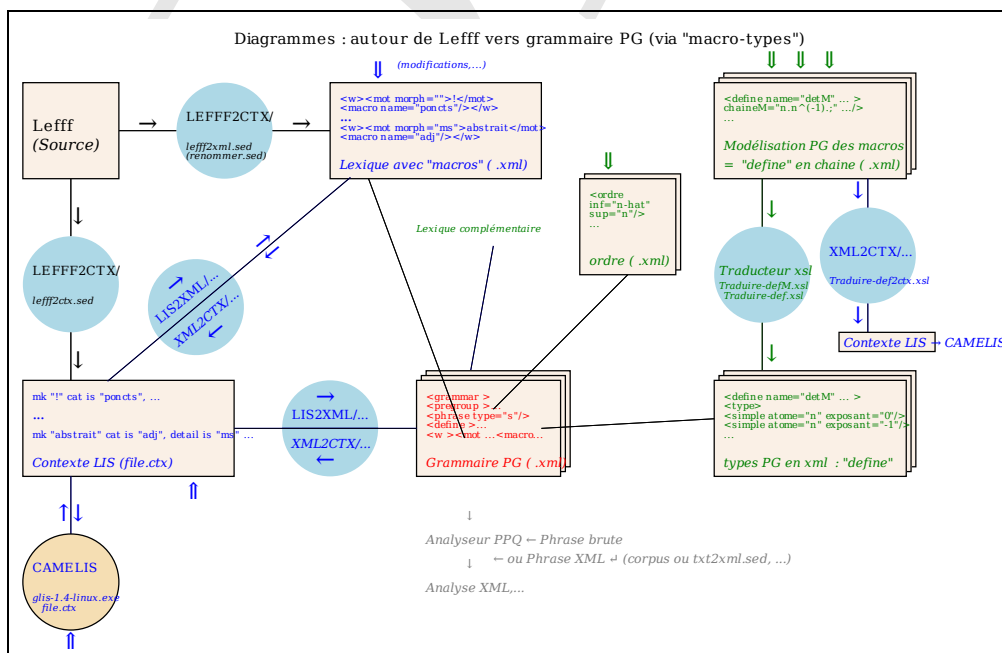 Diagrammes : autour de Lefff vers grammaire PG (via "macro-types")
⇓ (modifications,...)
⇓ ⇓ ⇓
Lefff
(Source)
→
LEFFF2CTX/
lefff2xml.sed
(renommer.sed)
→
<w><mot morph="">!</mot>
<macro name="poncts"/></w>
...
<w><mot morph="ms">abstrait</mot>
<macro name="adj"/></w>
Lexique avec "macros" ( .xml)
<define name="detM" ... >
chaineM="n.n^(-1).;" .../>
...
Modélisation PG des macros
= "define" en chaine ( .xml)
⇓
<ordre
inf="n-hat"
sup="n"/>
...
ordre ( .xml)
Lexique complémentaire
↓
LEFFF2CTX/
lefff2ctx.sed
↓
→
←
→
LIS2XML/...
XML2CTX/...
←
↓
Traducteur xsl
Traduire-defM.xsl
Traduire-def.xsl
↓
↓
XML2CTX/...
Traduire-def2ctx.xsl
↓
Contexte LIS → CAMELIS
mk "!" cat is "poncts", ...
...
mk "abstrait" cat is "adj", detail is "ms" ...
Contexte LIS (file.ctx)
→
LIS2XML/...
XML2CTX/...
←
<grammar >
<pregroup >...
<phrase type="s"/>
<define >...
<w ><mot ...<macro...
Grammaire PG ( .xml)
<define name="detM" ... >
<type>
<simple atome="n" exposant="0"/>
<simple atome="n" exposant="-1"/>
...
types PG en xml : "define"
⇑
↑↓
CAMELIS
glis-1.4-linux.exe
file.ctx
⇑
↓
Analyseur PPQ ← Phrase brute
↓ ← ou Phrase XML ↵ (corpus ou txt2xml.sed, ...)
Analyse XML,...